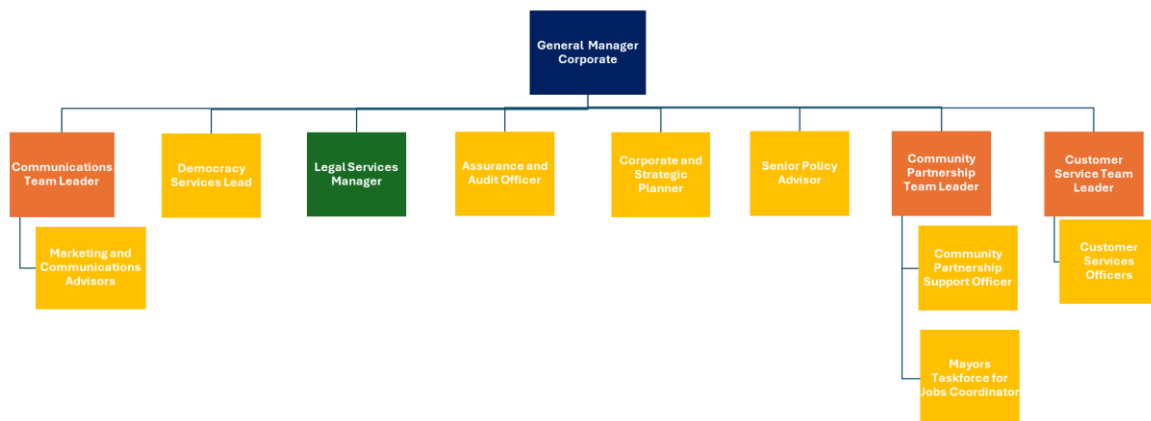 General Manager
Corporate
Communications
Team Leader
Democracy
Services Lead
Legal Services
Manager
Assurance and
Audit Officer
Corporate and
Strategic
Planner
Senior Policy
Advisor
Community
Partnership
Team Leader
Customer
Service Team
Leader
Marketing and
Communications
Advisors
Community
Partnership
Support Officer
Customer
Services
Officers
Mayors
Taskforce for
Jobs Coordinator